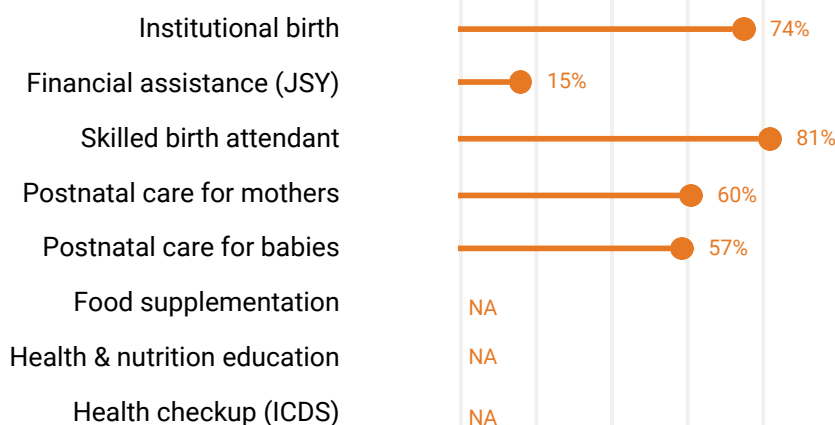 Institutional birth 74%
Financial assistance (JSY) 15%
Skilled birth attendant 81%
Postnatal care for mothers 60%
Postnatal care for babies 57%
Food supplementation NA
Health & nutrition education NA
Health checkup (ICDS) NA